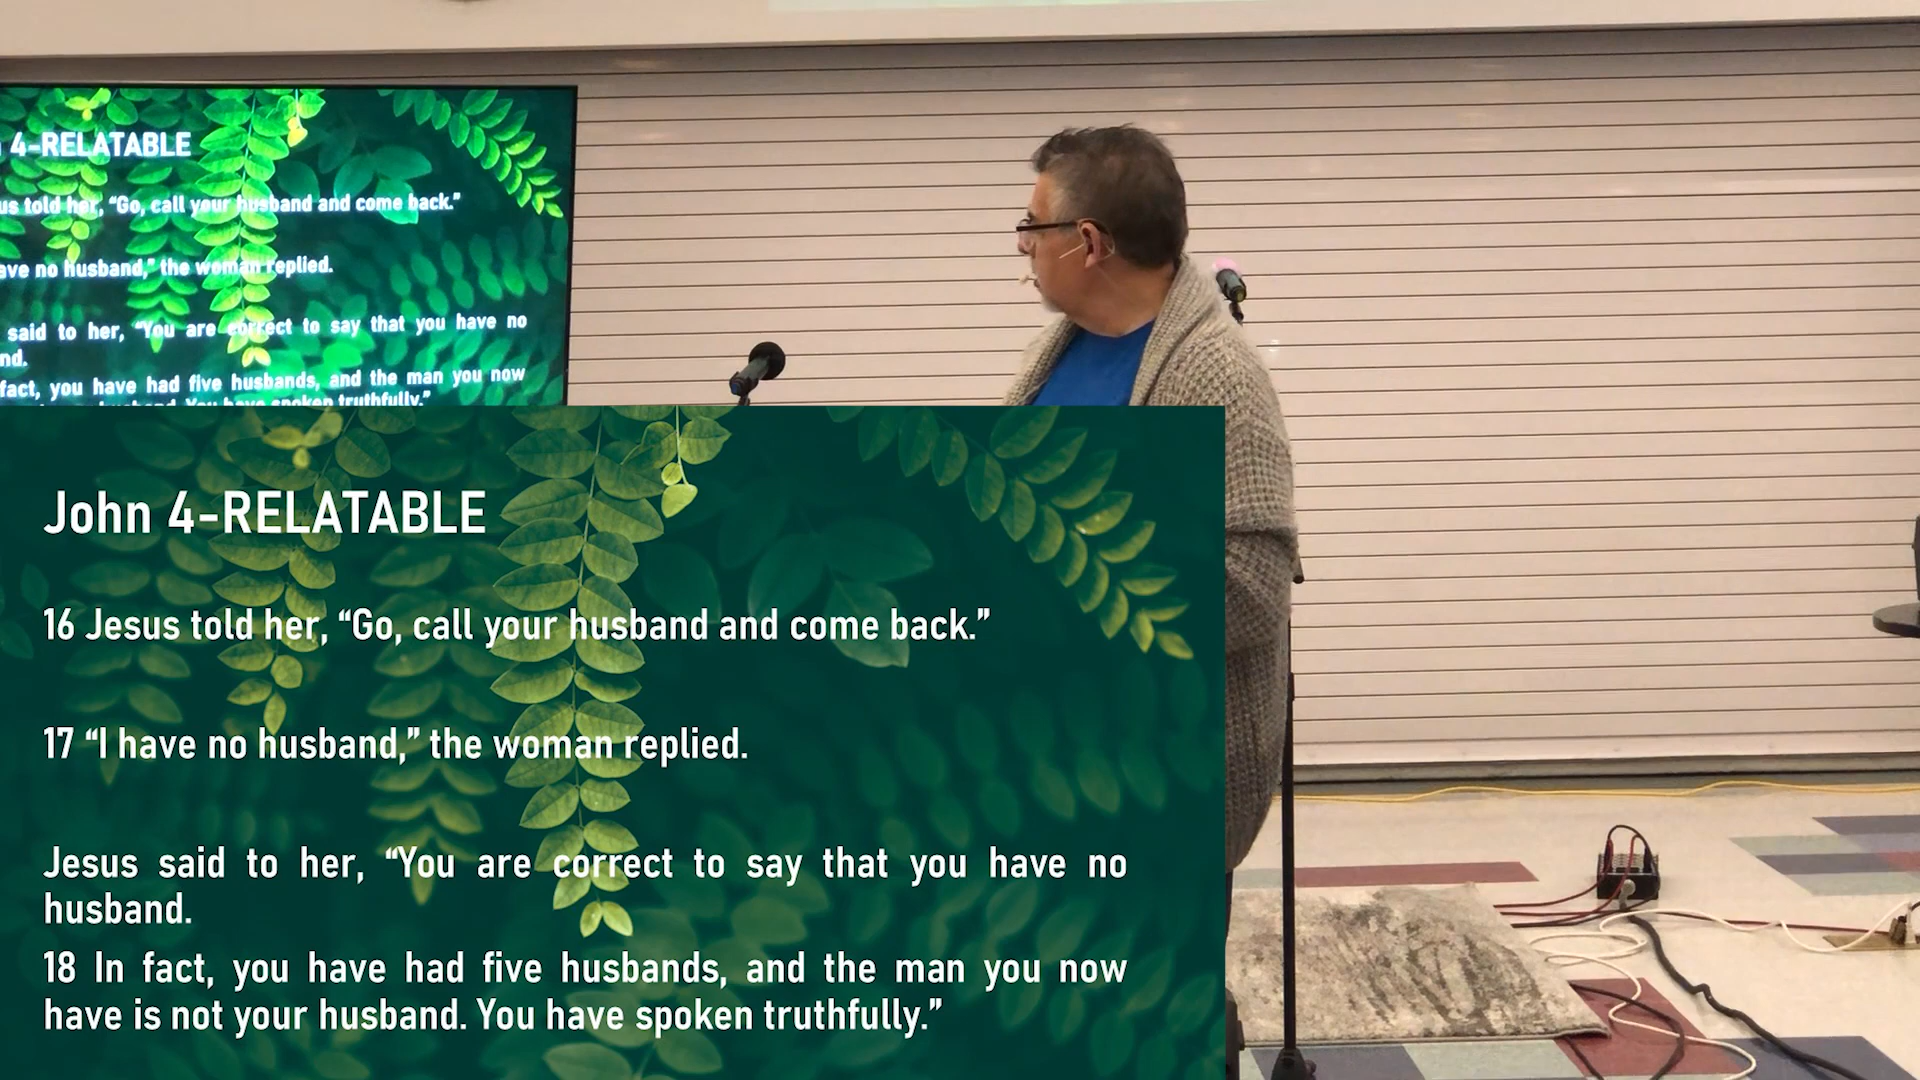 4-RELATABLE
told her, “Go, call your husband and come back.”
have no husband,” the woman replied.
said to her, “You are correct to say that you have no
fact, you have had five husbands, and the man you now
husband. You have spoken truthfully.”
John 4-RELATABLE
16 Jesus told her, “Go, call your husband and come back.”
17 “I have no husband,” the woman replied.
Jesus said to her, “You are correct to say that you have no
husband.
18 In fact, you have had five husbands, and the man you now
have is not your husband. You have spoken truthfully.”